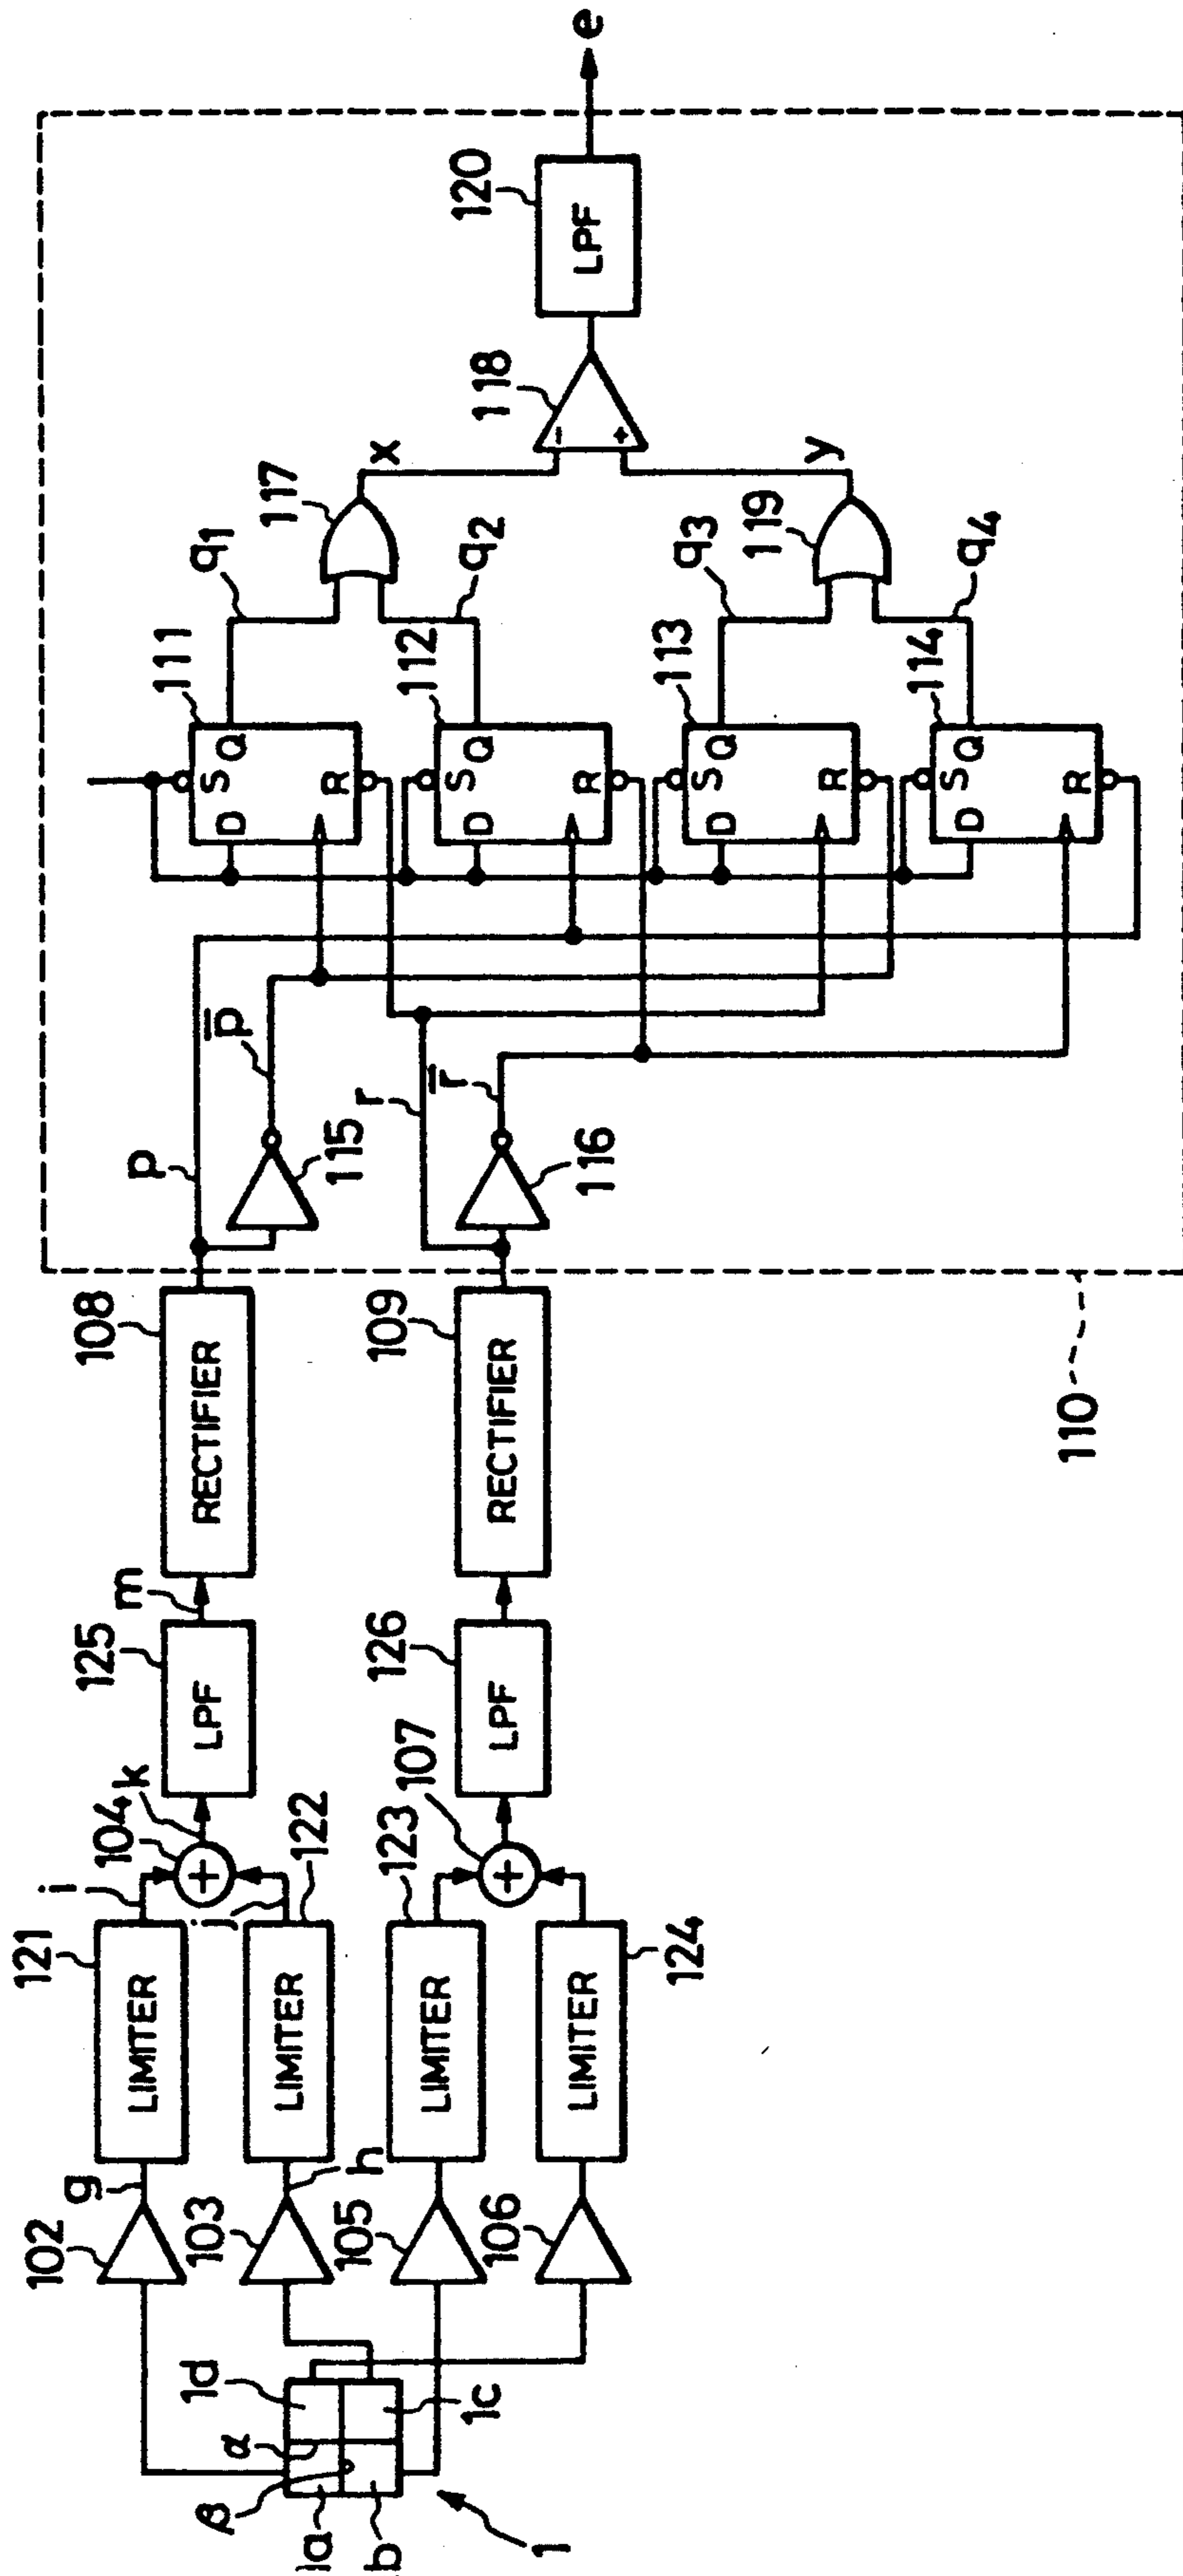 1
1a
b
1c
1d
α
β
102
103
105
106
g
h
121
LIMITER
122
LIMITER
123
LIMITER
124
LIMITER
i
j
104
+
k
107
+
125
LPF
126
LPF
m
108
RECTIFIER
109
RECTIFIER
110
p
p̅
115
r
r̅
116
111
D S Q
R
112
D S Q
R
113
D S Q
R
114
D S Q
R
q1
q2
q3
q4
117
119
x
y
118
-
+
120
LPF
e